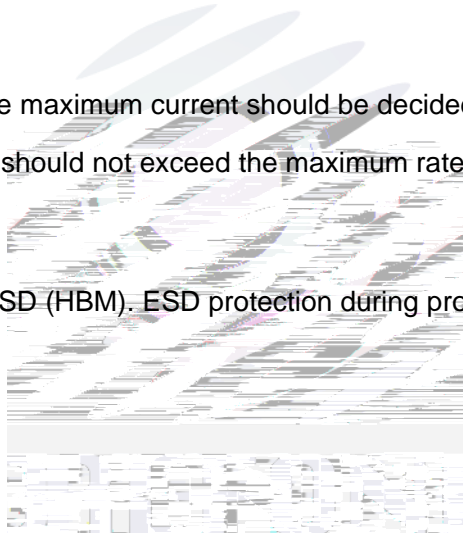 e maximum current should be decided
should not exceed the maximum rate
SD (HBM). ESD protection during pro